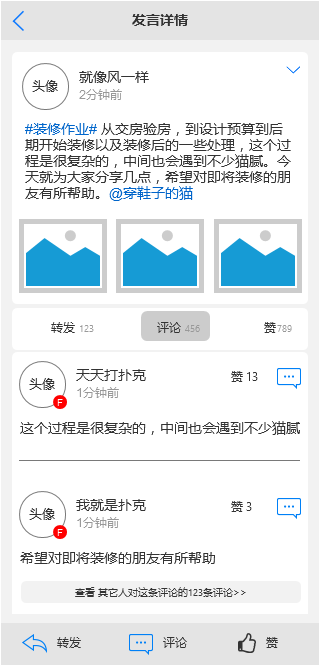 发言详情
头像
就像风一样
2分钟前
#装修作业# 从交房验房，到设计预算到后
期开始装修以及装修后的一些处理，这个过
程是很复杂的，中间也会遇到不少猫腻。今
天就为大家分享几点，希望对即将装修的朋
友有所帮助。@穿鞋子的猫
转发 123 评论 456 赞789
头像
F
天天打扑克
1分钟前
赞 13
这个过程是很复杂的，中间也会遇到不少猫腻
头像
F
我就是扑克
1分钟前
赞 3
希望对即将装修的朋友有所帮助
查看 其它人对这条评论的123条评论>>
转发 评论 赞